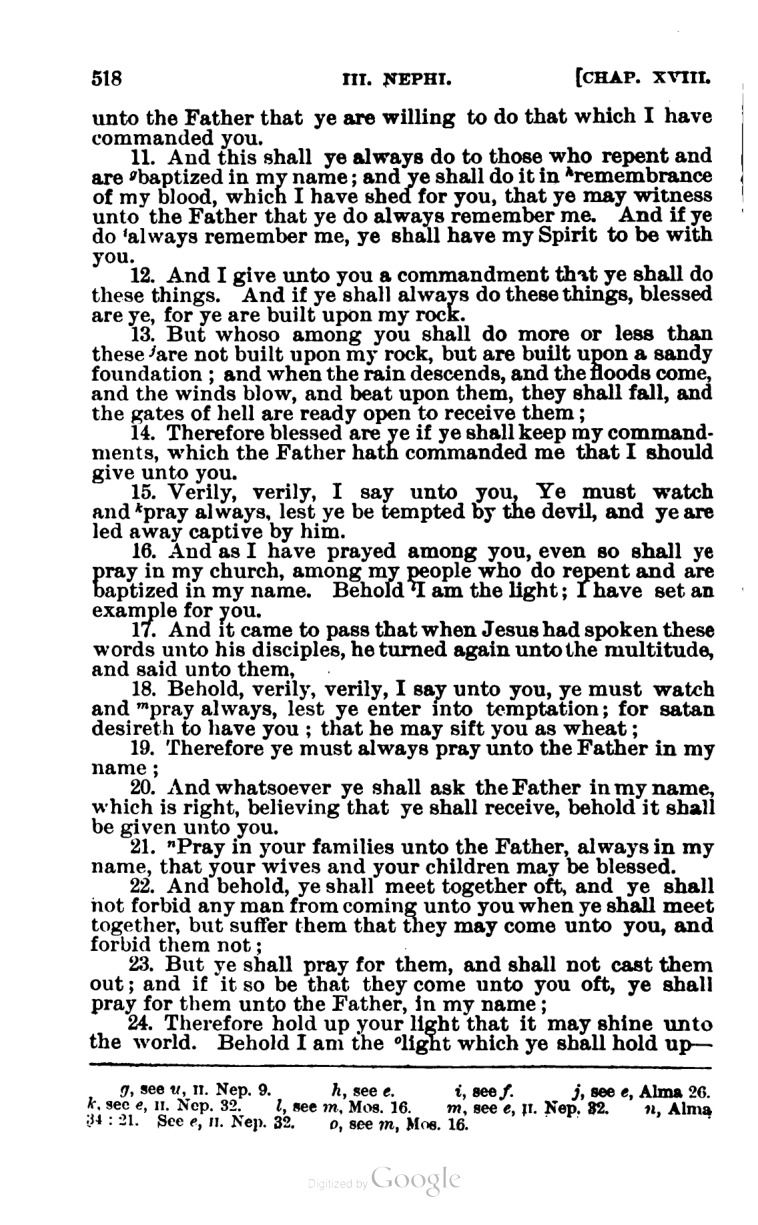 518 III. NEPHI. [CHAP. XVIII.
unto the Father that ye are willing to do that which I have
commanded you.
11. And this shall ye always do to those who repent and
are ᵍbaptized in my name; and ye shall do it in ʰremembrance
of my blood, which I have shed for you, that ye may witness
unto the Father that ye do always remember me. And if ye
do ⁱalways remember me, ye shall have my Spirit to be with
you.
12. And I give unto you a commandment that ye shall do
these things. And if ye shall always do these things, blessed
are ye, for ye are built upon my rock.
13. But whoso among you shall do more or less than
these ʲare not built upon my rock, but are built upon a sandy
foundation ; and when the rain descends, and the floods come,
and the winds blow, and beat upon them, they shall fall, and
the gates of hell are ready open to receive them ;
14. Therefore blessed are ye if ye shall keep my command-
ments, which the Father hath commanded me that I should
give unto you.
15. Verily, verily, I say unto you, Ye must watch
and ᵏpray always, lest ye be tempted by the devil, and ye are
led away captive by him.
16. And as I have prayed among you, even so shall ye
pray in my church, among my people who do repent and are
baptized in my name. Behold ˡI am the light; I have set an
example for you.
17. And it came to pass that when Jesus had spoken these
words unto his disciples, he turned again unto the multitude,
and said unto them,
18. Behold, verily, verily, I say unto you, ye must watch
and ᵐpray always, lest ye enter into temptation; for satan
desireth to have you ; that he may sift you as wheat ;
19. Therefore ye must always pray unto the Father in my
name ;
20. And whatsoever ye shall ask the Father in my name,
which is right, believing that ye shall receive, behold it shall
be given unto you.
21. ⁿPray in your families unto the Father, always in my
name, that your wives and your children may be blessed.
22. And behold, ye shall meet together oft, and ye shall
not forbid any man from coming unto you when ye shall meet
together, but suffer them that they may come unto you, and
forbid them not ;
23. But ye shall pray for them, and shall not cast them
out ; and if it so be that they come unto you oft, ye shall
pray for them unto the Father, in my name ;
24. Therefore hold up your light that it may shine unto
the world. Behold I am the ᵒlight which ye shall hold up—
g, see u, II. Nep. 9. h, see e. i, see f. j, see e, Alma 26.
k, see e, II. Nep. 32. l, see m, Mos. 16. m, see e, II. Nep. 32. n, Alma
34 : 21. See e, II. Nep. 32. o, see m, Mos. 16.
Digitized by Google